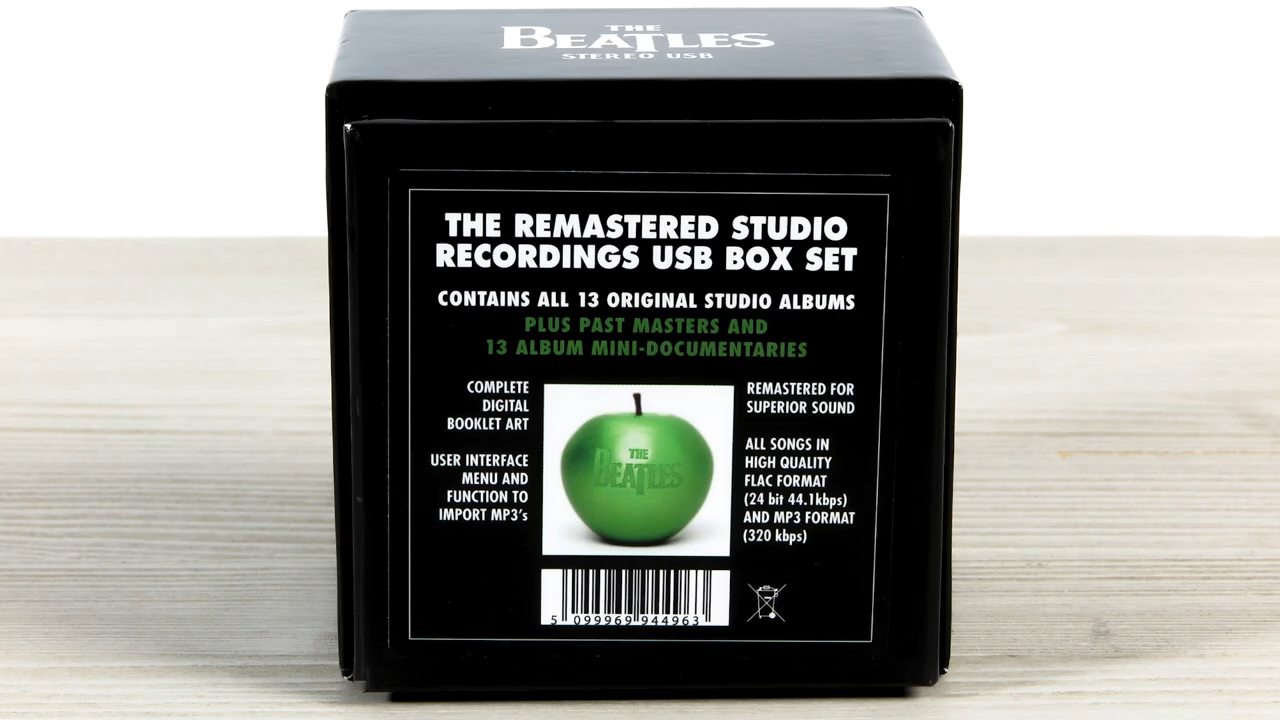 THE
BEATLES
STEREO USB
THE REMASTERED STUDIO
RECORDINGS USB BOX SET
CONTAINS ALL 13 ORIGINAL STUDIO ALBUMS
PLUS PAST MASTERS AND
13 ALBUM MINI-DOCUMENTARIES
COMPLETE
DIGITAL
BOOKLET ART
USER INTERFACE
MENU AND
FUNCTION TO
IMPORT MP3's
THE
BEATLES
REMASTERED FOR
SUPERIOR SOUND
ALL SONGS IN
HIGH QUALITY
FLAC FORMAT
(24 bit 44.1kbps)
AND MP3 FORMAT
(320 kbps)
5 099969 944963